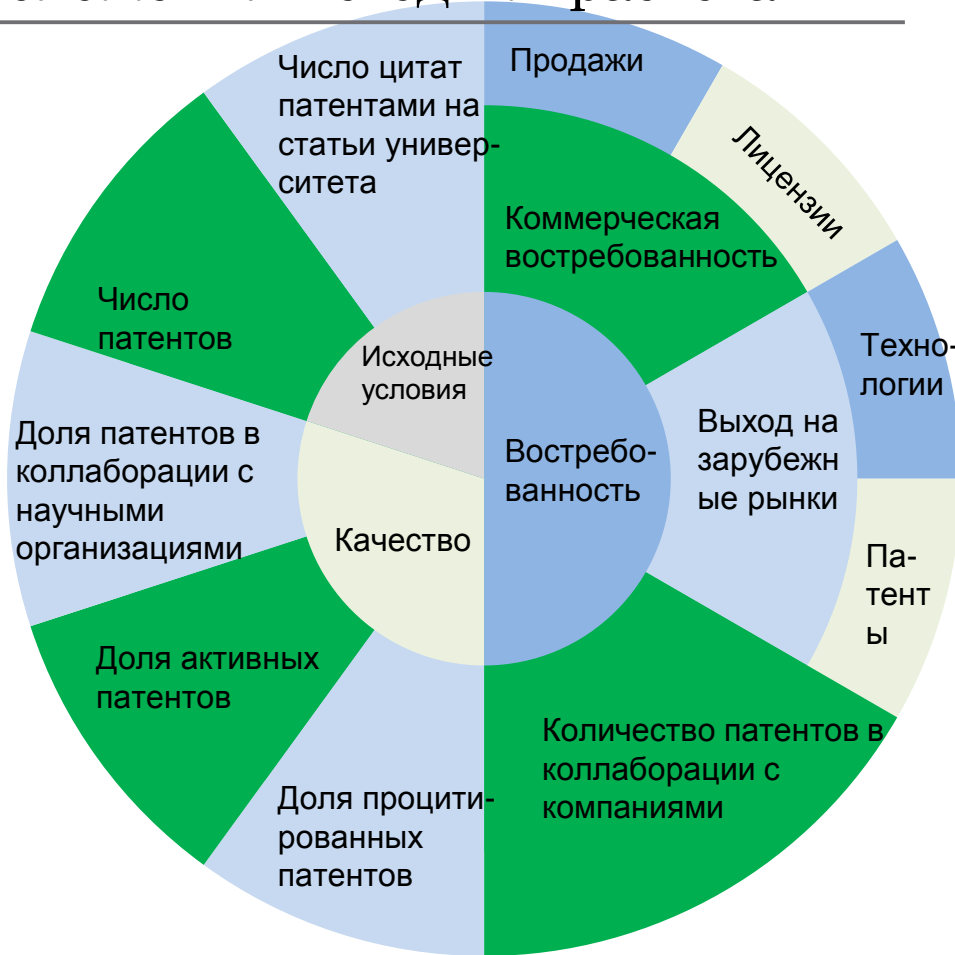 Число цитат
патентами на
статьи универ-
ситета
Продажи
Лицензии
Коммерческая
востребованность
Число
патентов
Исходные
условия
Техно-
логии
Доля патентов в
коллаборации с
научными
организациями
Востребо-
ванность
Выход на
зарубежн
ые рынки
Качество
Па-
тент
ы
Доля активных
патентов
Количество патентов в
коллаборации с
компаниями
Доля процити-
рованных
патентов